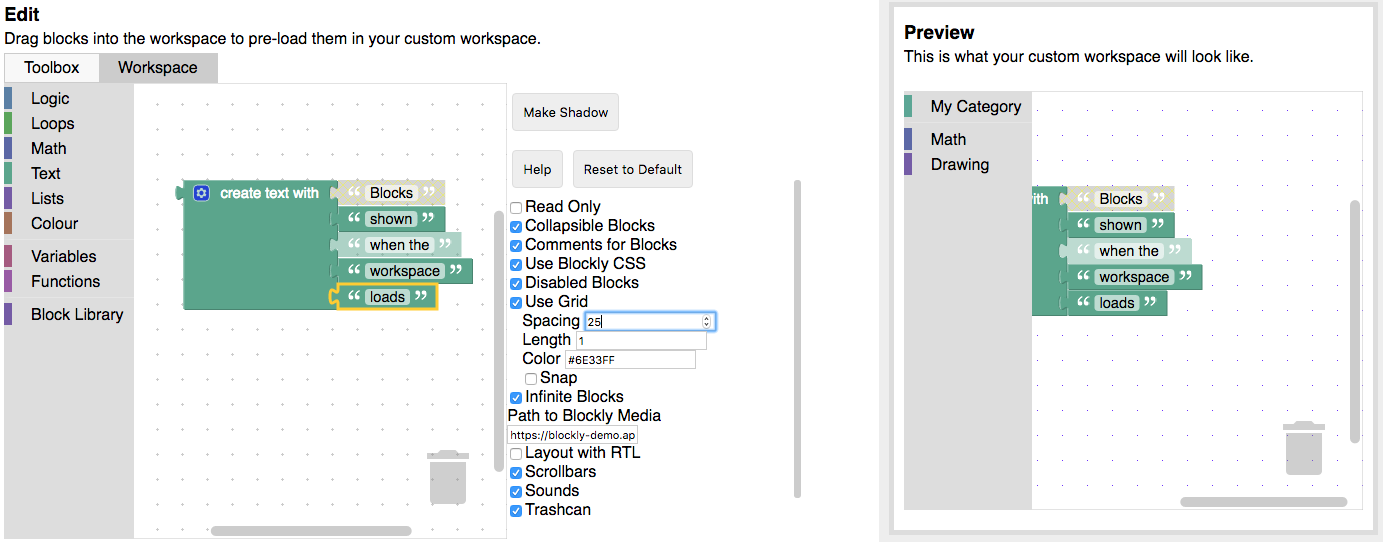 Edit
Drag blocks into the workspace to pre-load them in your custom workspace.
Toolbox Workspace
Logic
Loops
Math
Text
Lists
Colour
Variables
Functions
Block Library
create text with “ Blocks ”
“ shown ”
“ when the ”
“ workspace ”
“ loads ”
Make Shadow
Help Reset to Default
Read Only
Collapsible Blocks
Comments for Blocks
Use Blockly CSS
Disabled Blocks
Use Grid
Spacing 25
Length 1
Color #6E33FF
Snap
Infinite Blocks
Path to Blockly Media
https://blockly-demo.ap
Layout with RTL
Scrollbars
Sounds
Trashcan
Preview
This is what your custom workspace will look like.
My Category
Math
Drawing
ith “ Blocks ”
“ shown ”
“ when the ”
“ workspace ”
“ loads ”